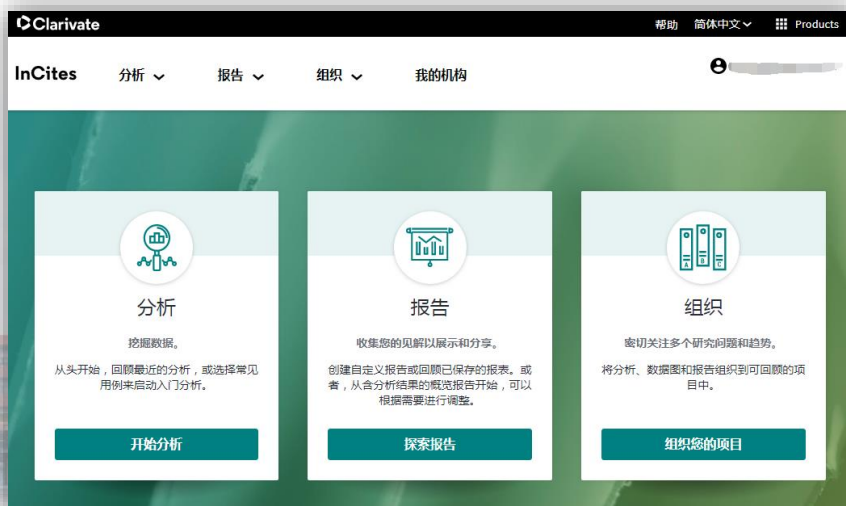 Clarivate
帮助 简体中文 Products
InCites 分析 报告 组织 我的机构
分析
挖掘数据。
从头开始，回顾最近的分析，或选择常见
用例来启动入门分析。
开始分析
报告
收集您的见解以展示和分享。
创建自定义报告或回顾已保存的报表。或
者，从含分析结果的概览报告开始，可以
根据需要进行调整。
探索报告
组织
密切关注多个研究问题和趋势。
将分析、数据图和报告组织到可回顾的项
目中。
组织您的项目
A B C